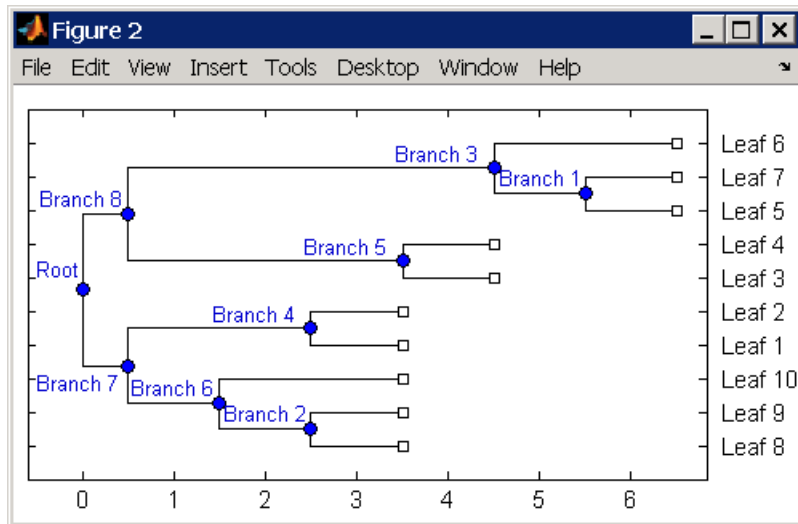 Figure 2
File Edit View Insert Tools Desktop Window Help
Branch 3
Leaf 6
Branch 1
Leaf 7
Branch 8
Leaf 5
Branch 5
Leaf 4
Root
Leaf 3
Branch 4
Leaf 2
Leaf 1
Branch 7
Branch 6
Leaf 10
Branch 2
Leaf 9
Leaf 8
0 1 2 3 4 5 6